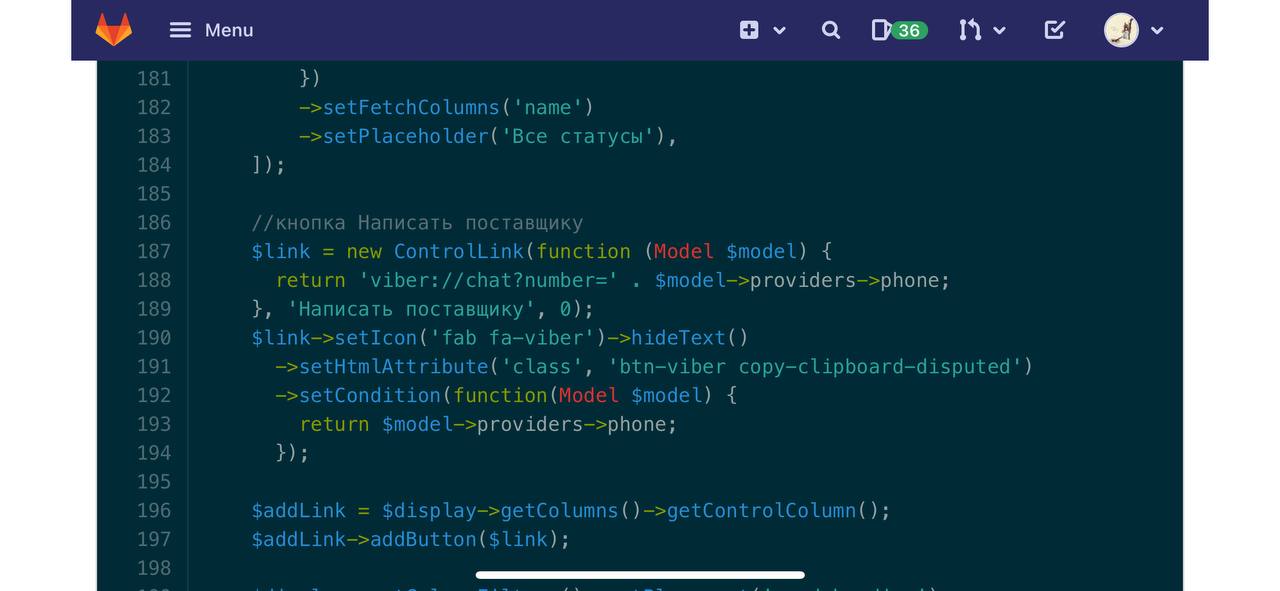 Menu
36
181 })
182 ->setFetchColumns('name')
183 ->setPlaceholder('Все статусы'),
184 ]);
185
186 //кнопка Написать поставщику
187 $link = new ControlLink(function (Model $model) {
188 return 'viber://chat?number=' . $model->providers->phone;
189 }, 'Написать поставщику', 0);
190 $link->setIcon('fab fa-viber')->hideText()
191 ->setHtmlAttribute('class', 'btn-viber copy-clipboard-disputed')
192 ->setCondition(function(Model $model) {
193 return $model->providers->phone;
194 });
195
196 $addLink = $display->getColumns()->getControlColumn();
197 $addLink->addButton($link);
198